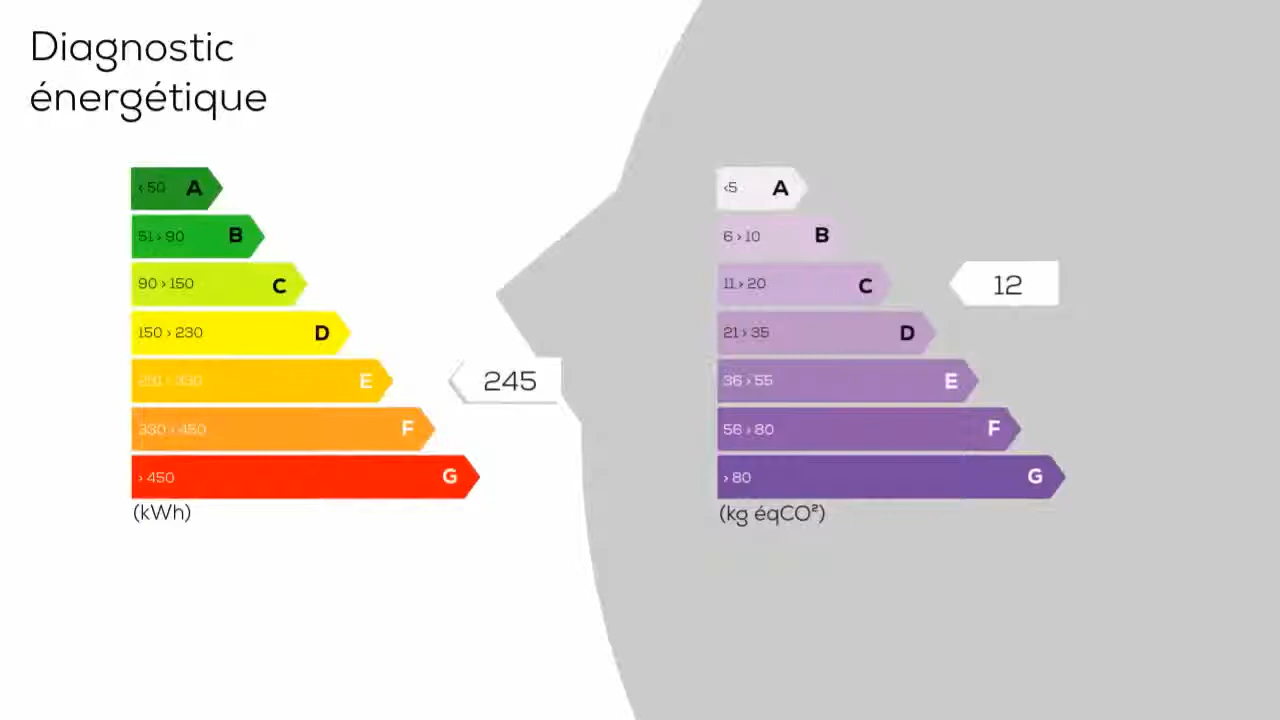 Diagnostic
énergétique
< 50 A
51 > 90 B
90 > 150 C
150 > 230 D
E
330 > 450 F
> 450 G
(kWh)
245
<5 A
6 > 10 B
11 > 20 C
21 > 35 D
36 > 55 E
56 > 80 F
> 80 G
(kg éqCO²)
12